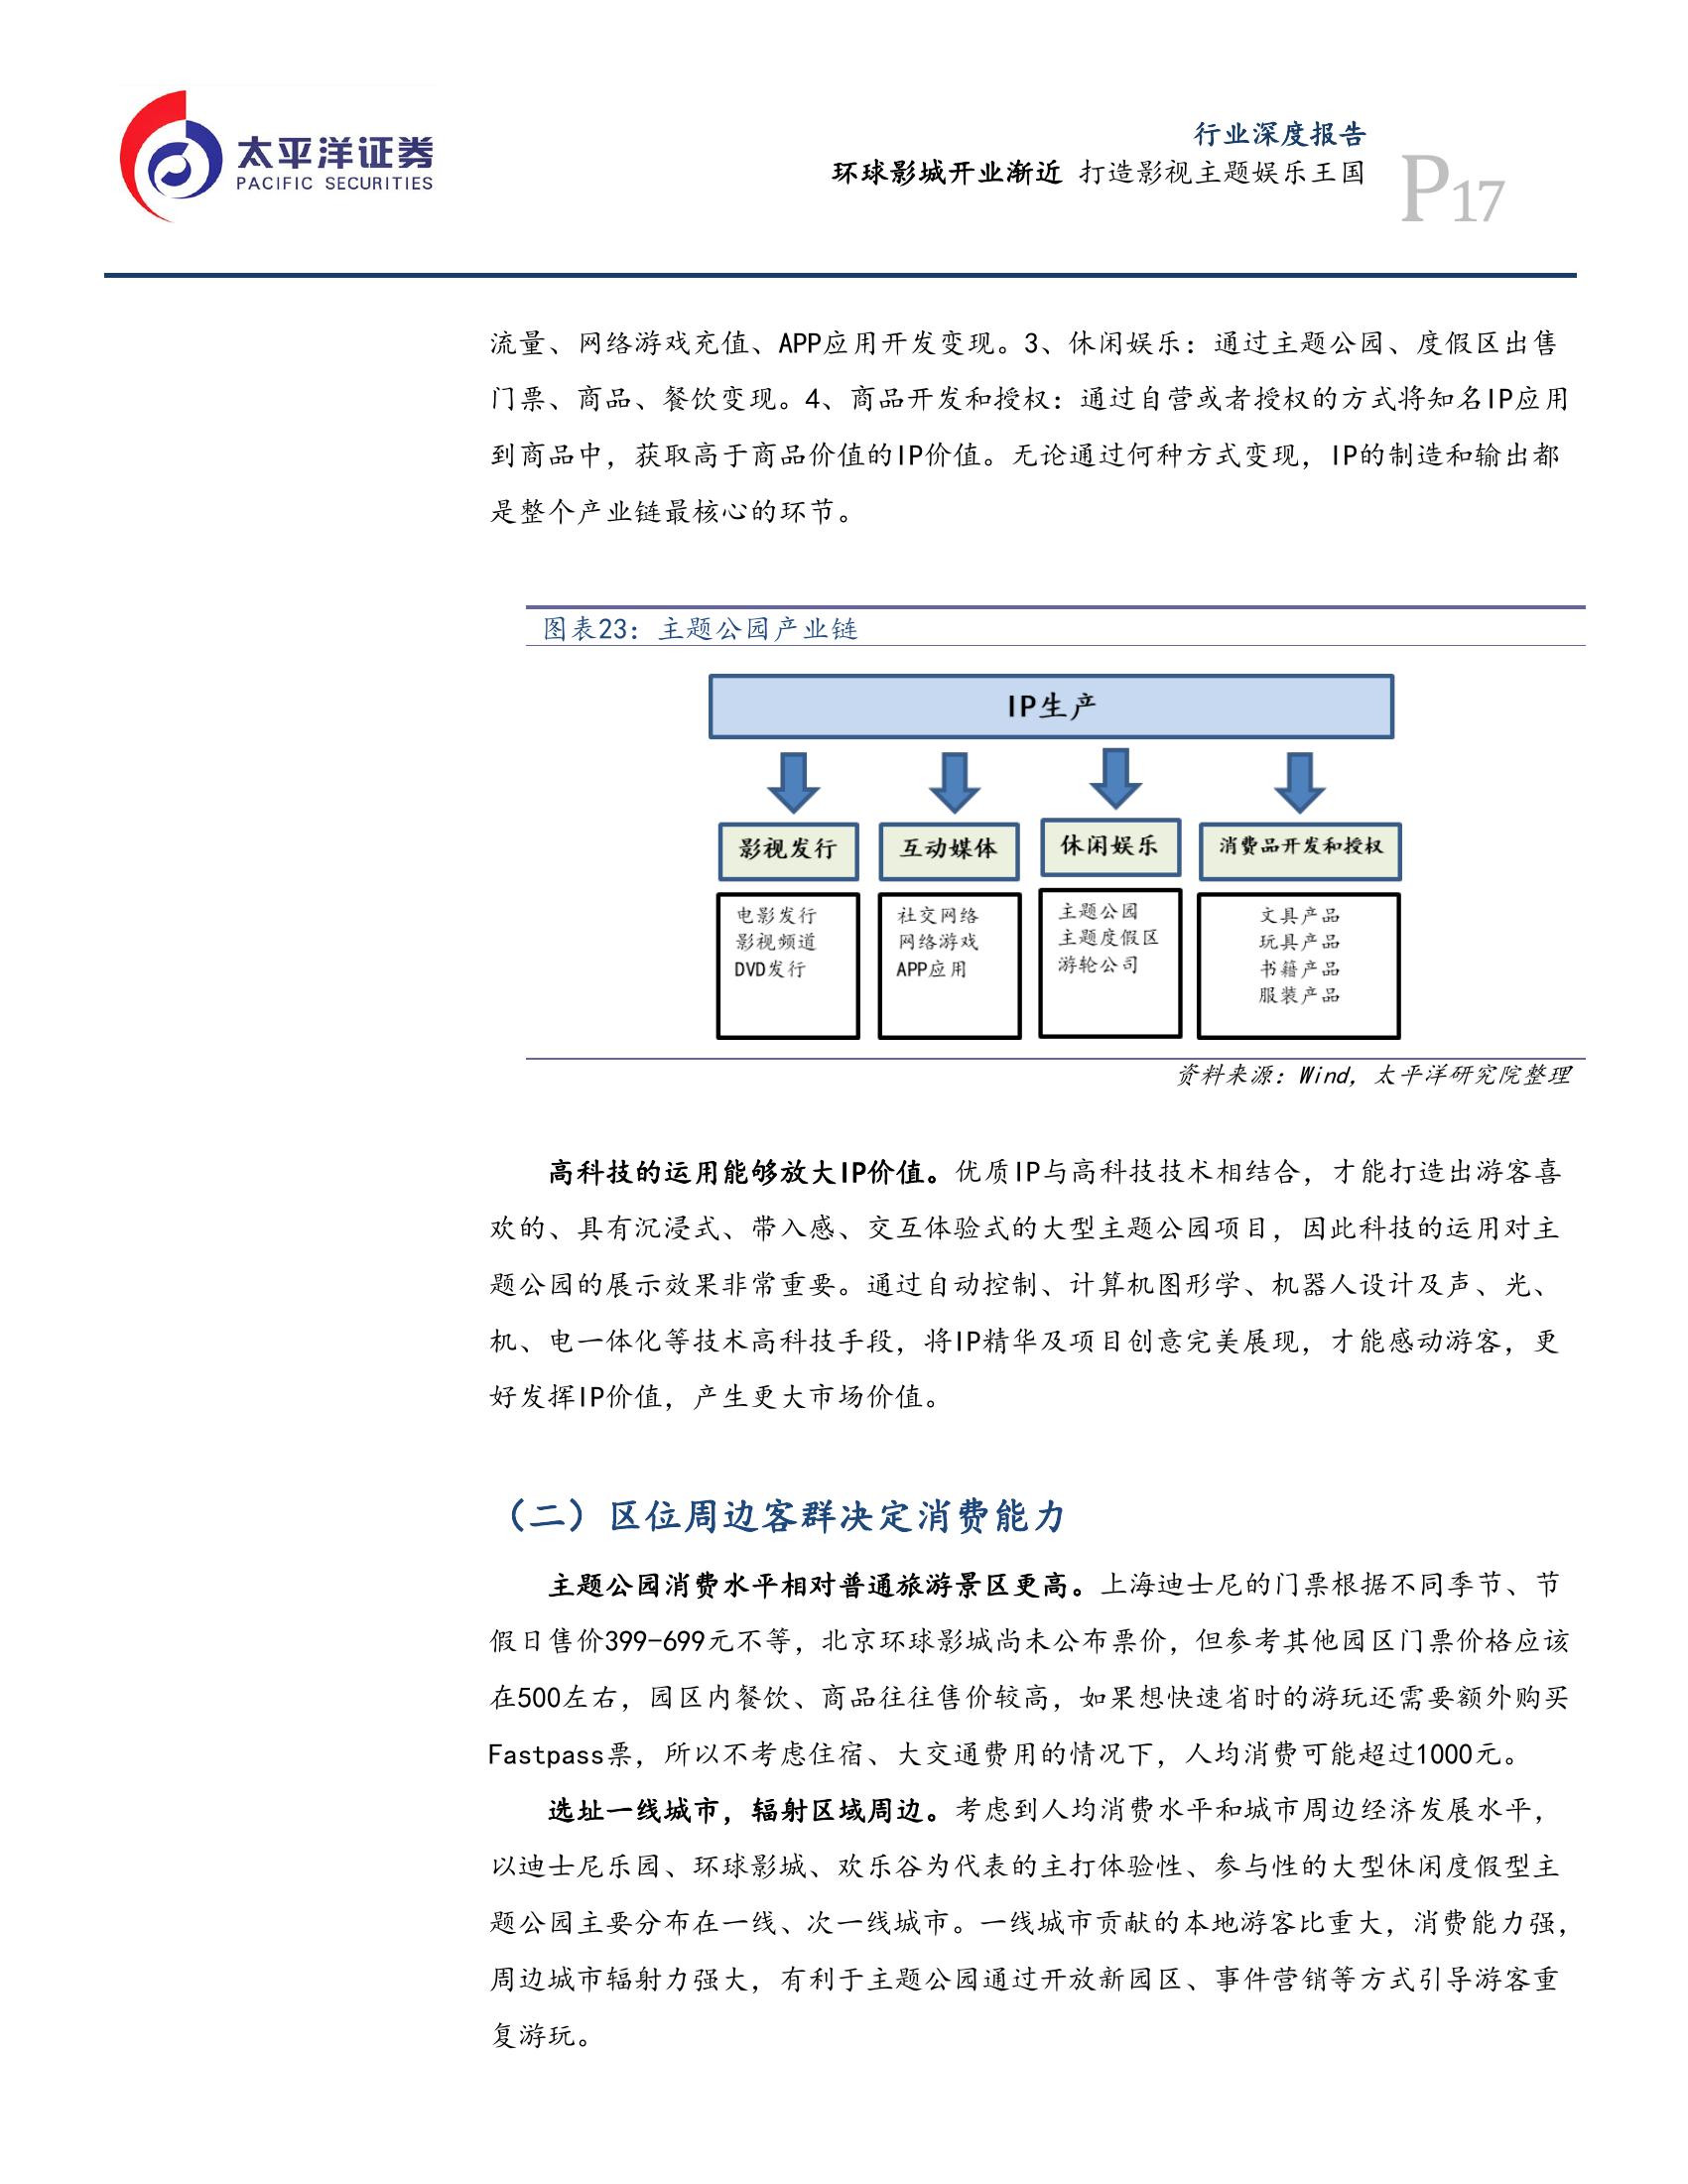 太平洋证券
PACIFIC SECURITIES
行业深度报告
环球影城开业渐近 打造影视主题娱乐王国
P17
流量、网络游戏充值、APP应用开发变现。3、休闲娱乐：通过主题公园、度假区出售
门票、商品、餐饮变现。4、商品开发和授权：通过自营或者授权的方式将知名IP应用
到商品中，获取高于商品价值的IP价值。无论通过何种方式变现，IP的制造和输出都
是整个产业链最核心的环节。
图表23：主题公园产业链
IP生产
影视发行
互动媒体
休闲娱乐
消费品开发和授权
电影发行
影视频道
DVD发行
社交网络
网络游戏
APP应用
主题公园
主题度假区
游轮公司
文具产品
玩具产品
书籍产品
服装产品
资料来源：Wind，太平洋研究院整理
高科技的运用能够放大IP价值。优质IP与高科技技术相结合，才能打造出游客喜
欢的、具有沉浸式、带入感、交互体验式的大型主题公园项目，因此科技的运用对主
题公园的展示效果非常重要。通过自动控制、计算机图形学、机器人设计及声、光、
机、电一体化等技术高科技手段，将IP精华及项目创意完美展现，才能感动游客，更
好发挥IP价值，产生更大市场价值。
（二）区位周边客群决定消费能力
主题公园消费水平相对普通旅游景区更高。上海迪士尼的门票根据不同季节、节
假日售价399-699元不等，北京环球影城尚未公布票价，但参考其他园区门票价格应该
在500左右，园区内餐饮、商品往往售价较高，如果想快速省时的游玩还需要额外购买
Fastpass票，所以不考虑住宿、大交通费用的情况下，人均消费可能超过1000元。
选址一线城市，辐射区域周边。考虑到人均消费水平和城市周边经济发展水平，
以迪士尼乐园、环球影城、欢乐谷为代表的主打体验性、参与性的大型休闲度假型主
题公园主要分布在一线、次一线城市。一线城市贡献的本地游客比重大，消费能力强，
周边城市辐射力强大，有利于主题公园通过开放新园区、事件营销等方式引导游客重
复游玩。